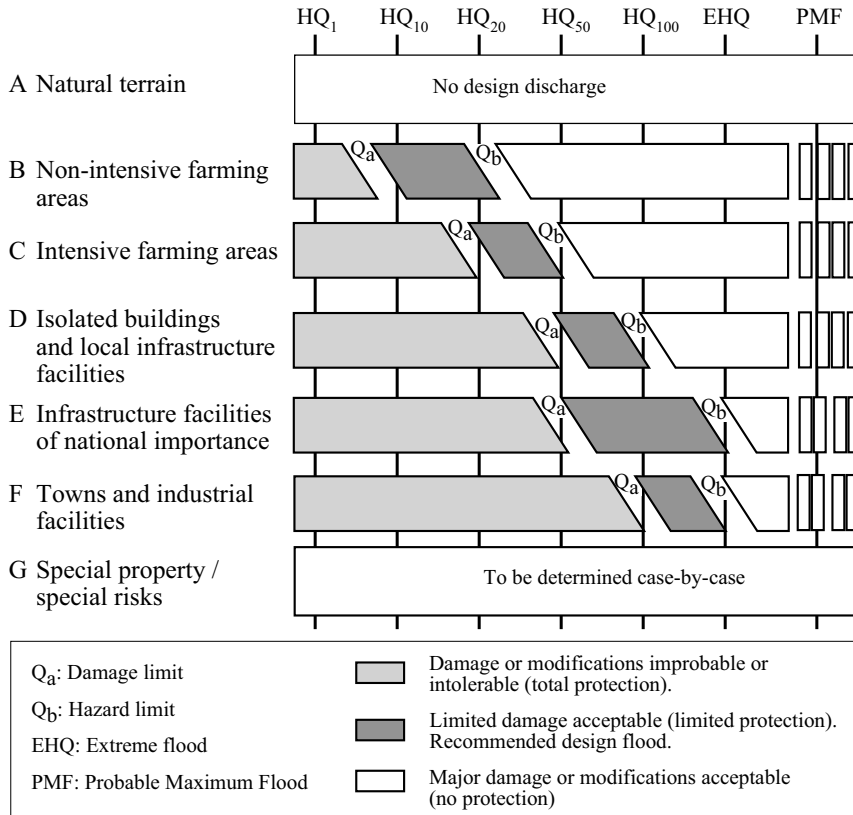 HQ1 HQ10 HQ20 HQ50 HQ100 EHQ PMF
A Natural terrain
No design discharge
B Non-intensive farming
areas
Qa Qb
C Intensive farming areas
Qa Qb
D Isolated buildings
and local infrastructure
facilities
Qa Qb
E Infrastructure facilities
of national importance
Qa Qb
F Towns and industrial
facilities
Qa Qb
G Special property /
special risks
To be determined case-by-case
Qa: Damage limit
Qb: Hazard limit
EHQ: Extreme flood
PMF: Probable Maximum Flood
Damage or modifications improbable or
intolerable (total protection).
Limited damage acceptable (limited protection).
Recommended design flood.
Major damage or modifications acceptable
(no protection)